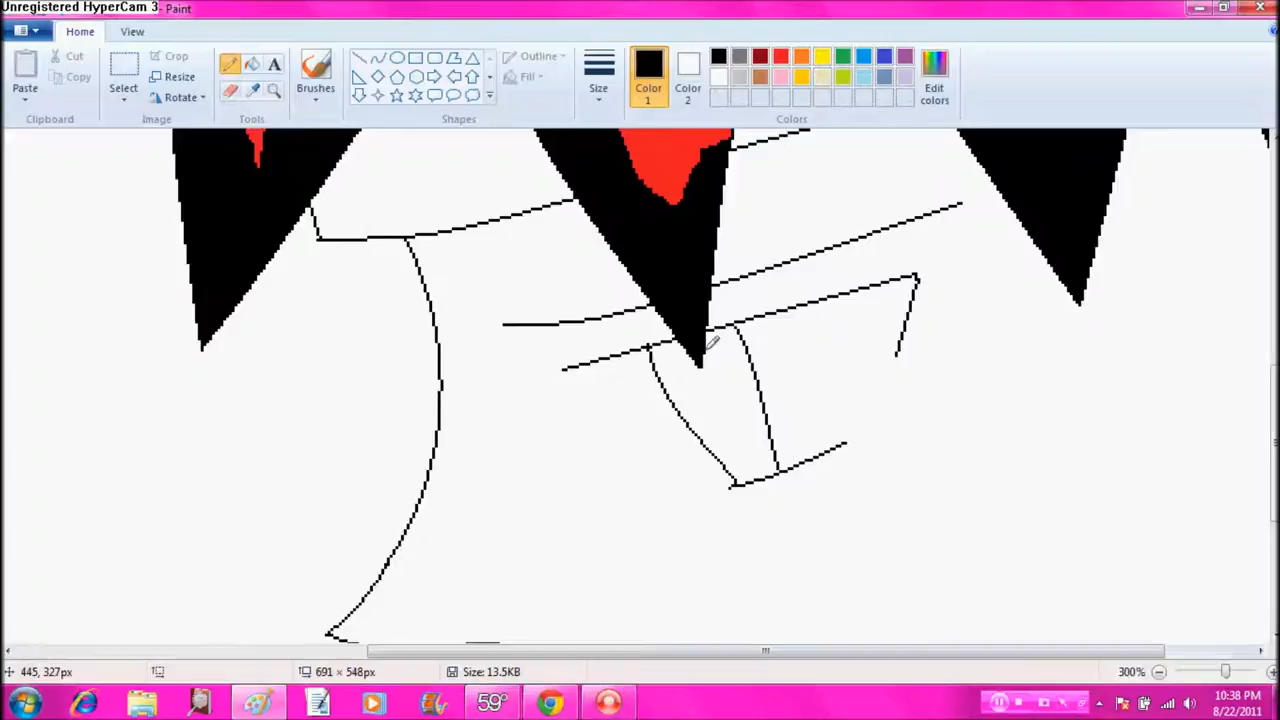 Unregistered HyperCam 3 - Paint
Home View
Paste
Cut
Copy
Clipboard
Select
Crop
Resize
Rotate
Image
A
Tools
Brushes
Outline
Fill
Shapes
Size
Color 1
Color 2
Edit colors
Colors
445, 327px
691 × 548px
Size: 13.5KB
300%
59°
10:38 PM
8/22/2011